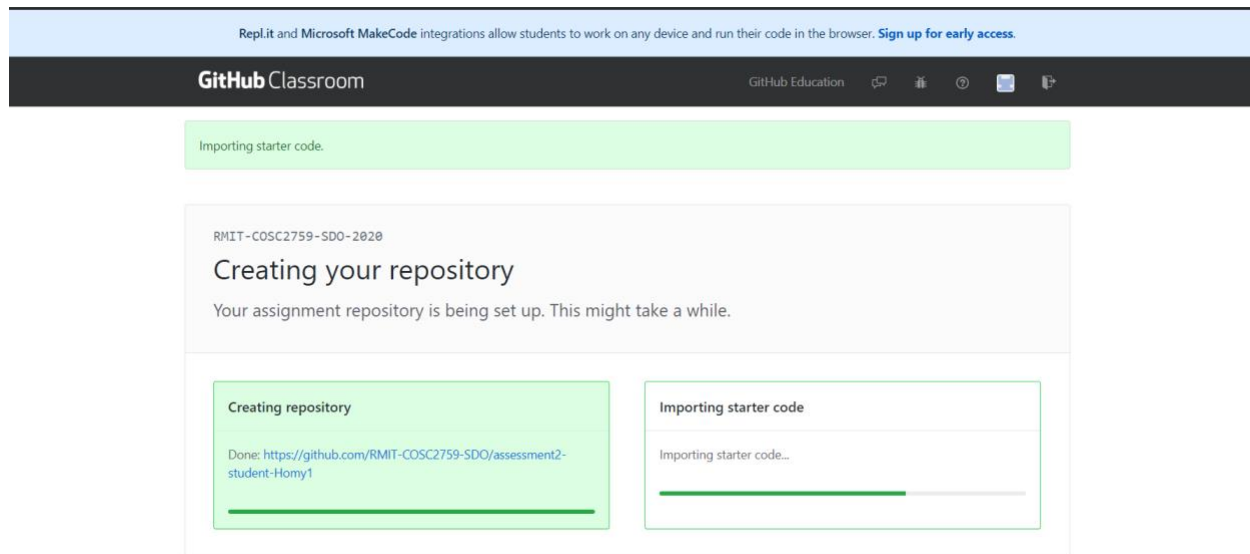 Repl.it and Microsoft MakeCode integrations allow students to work on any device and run their code in the browser. Sign up for early access.
GitHub Classroom
GitHub Education
Importing starter code.
RMIT-COSC2759-SDO-2020
Creating your repository
Your assignment repository is being set up. This might take a while.
Creating repository
Done: https://github.com/RMIT-COSC2759-SDO/assessment2-
student-Homy1
Importing starter code
Importing starter code...